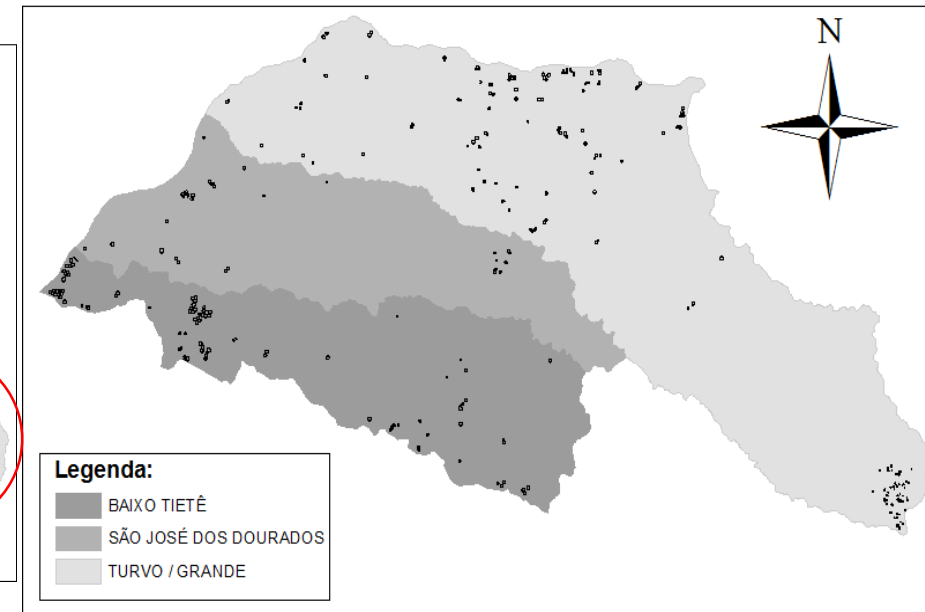 N
Legenda:
BAIXO TIETÊ
SÃO JOSÉ DOS DOURADOS
TURVO / GRANDE